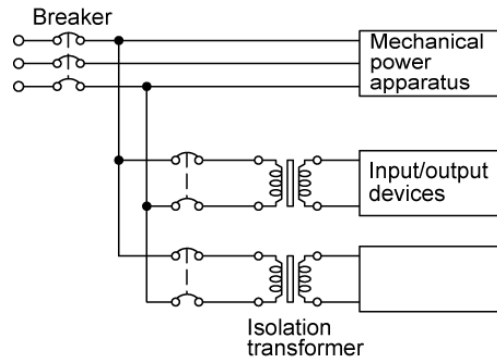 Breaker
Mechanical
power
apparatus
Input/output
devices
Isolation
transformer